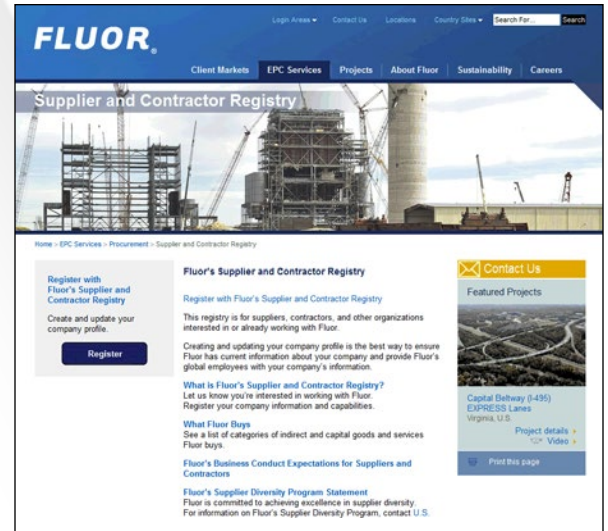 Login Areas Contact Us Locations Country Sites Search For... Search
FLUOR®
Client Markets EPC Services Projects About Fluor Sustainability Careers
Supplier and Contractor Registry
Home > EPC Services > Procurement > Supplier and Contractor Registry
Register with
Fluor's Supplier and
Contractor Registry
Create and update your
company profile.
Register
Fluor's Supplier and Contractor Registry
Register with Fluor's Supplier and Contractor Registry
This registry is for suppliers, contractors, and other organizations
interested in or already working with Fluor.
Creating and updating your company profile is the best way to ensure
Fluor has current information about your company and provide Fluor's
global employees with your company's information.
What is Fluor's Supplier and Contractor Registry?
Let us know you're interested in working with Fluor.
Register your company information and capabilities.
What Fluor Buys
See a list of categories of indirect and capital goods and services
Fluor buys.
Fluor's Business Conduct Expectations for Suppliers and
Contractors
Fluor's Supplier Diversity Program Statement
Fluor is committed to achieving excellence in supplier diversity.
For information on Fluor's Supplier Diversity Program, contact U.S.
Contact Us
Featured Projects
Capital Beltway (I-495)
EXPRESS Lanes
Virginia, U.S.
Project details
Video
Print this page